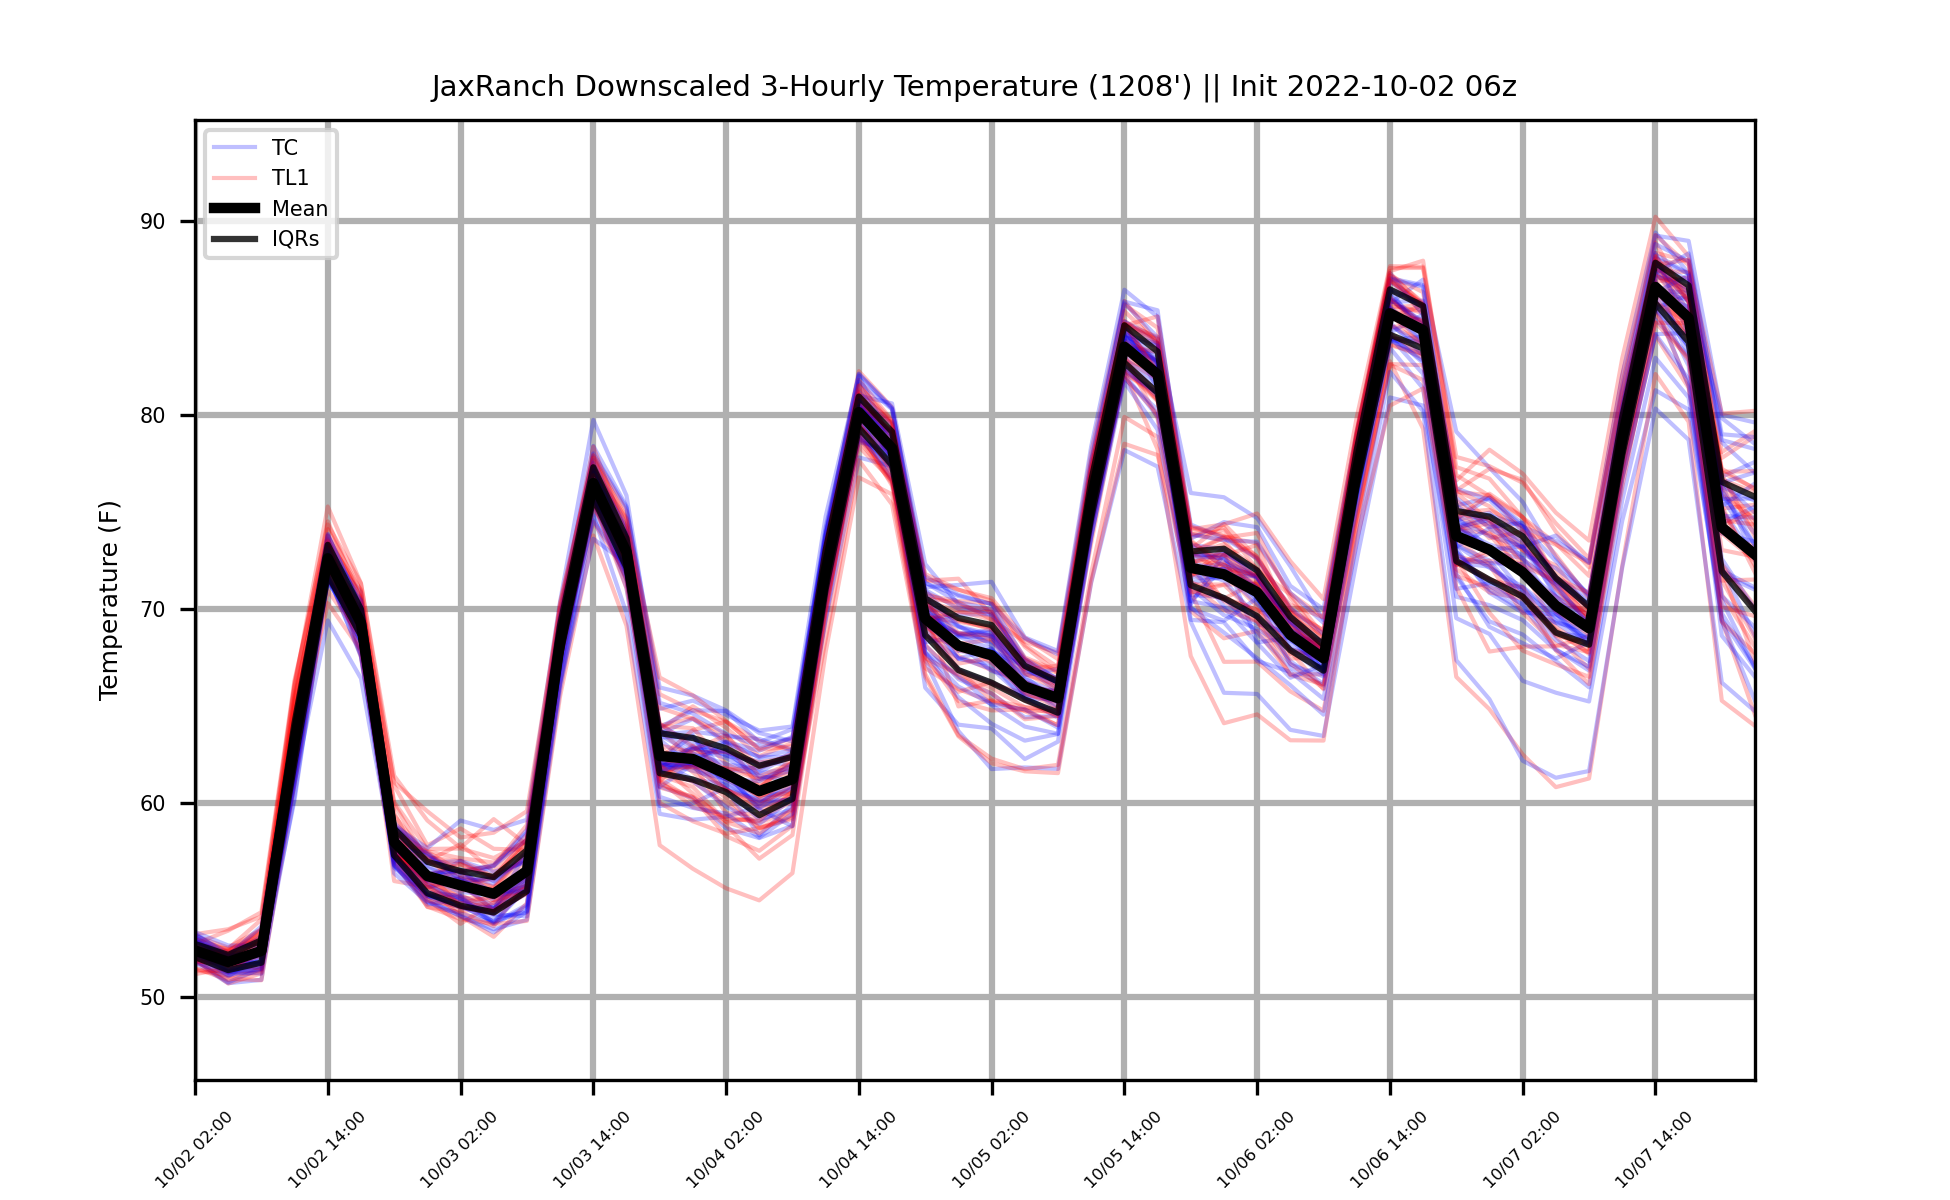 JaxRanch Downscaled 3-Hourly Temperature (1208') || Init 2022-10-02 06z
TC
TL1
Mean
IQRs
Temperature (F)
90
80
70
60
50
10/02 02:00
10/02 14:00
10/03 02:00
10/03 14:00
10/04 02:00
10/04 14:00
10/05 02:00
10/05 14:00
10/06 02:00
10/06 14:00
10/07 02:00
10/07 14:00